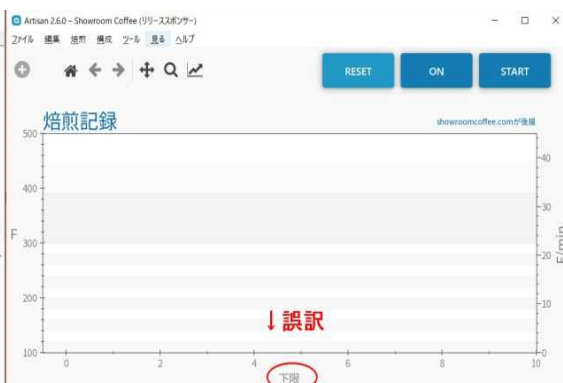 Artisan 2.6.0 – Showroom Coffee (リリーススポンサー)
ファイル 編集 焙煎 構成 ツール 見る ヘルプ
RESET ON START
焙煎記録
showroomcoffee.comが後援
500
400
300
200
100
F
40
30
20
10
0
F/min
↓誤訳
0 2 4 6 8 10
下限